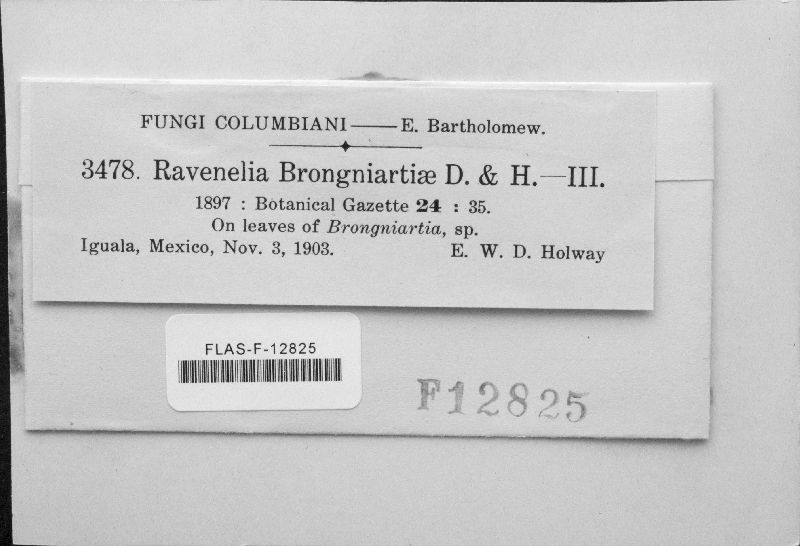 FUNGI COLUMBIANI—E. Bartholomew.
3478. Ravenelia Brongniartiæ D. & H.—III.
1897 : Botanical Gazette 24 : 35.
On leaves of Brongniartia, sp.
Iguala, Mexico, Nov. 3, 1903. E. W. D. Holway
FLAS-F-12825
F12825